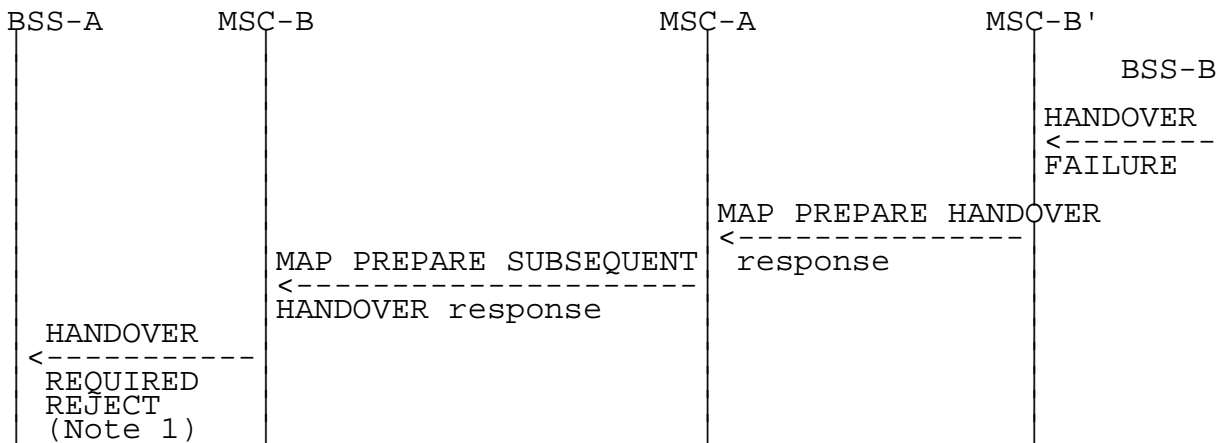 BSS-A MSC-B MSC-A MSC-B'
BSS-B
HANDOVER
<--------
FAILURE
MAP PREPARE HANDOVER
<---------------
MAP PREPARE SUBSEQUENT response
<---------------------
HANDOVER response
HANDOVER
<-----------
REQUIRED
REJECT
(Note 1)